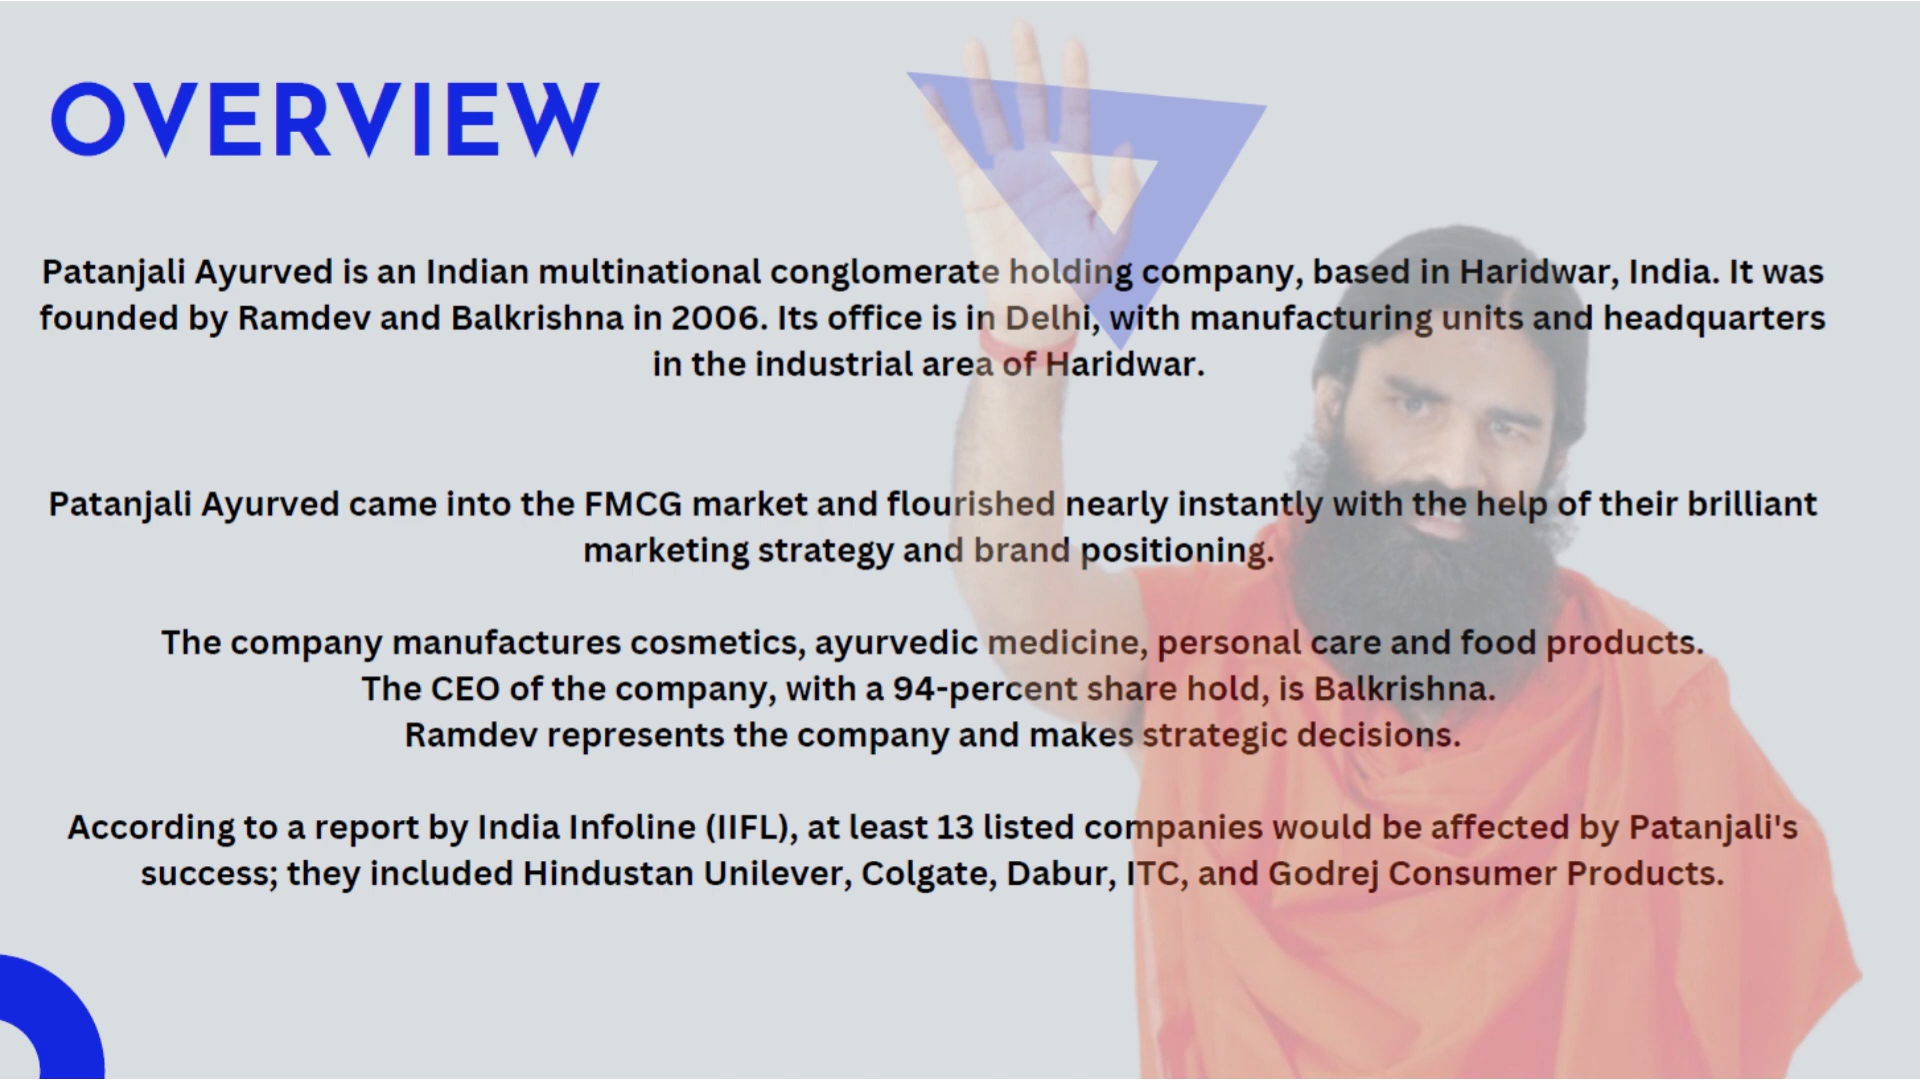 OVERVIEW
Patanjali Ayurved is an Indian multinational conglomerate holding company, based in Haridwar, India. It was
founded by Ramdev and Balkrishna in 2006. Its office is in Delhi, with manufacturing units and headquarters
in the industrial area of Haridwar.
Patanjali Ayurved came into the FMCG market and flourished nearly instantly with the help of their brilliant
marketing strategy and brand positioning.
The company manufactures cosmetics, ayurvedic medicine, personal care and food products.
The CEO of the company, with a 94-percent share hold, is Balkrishna.
Ramdev represents the company and makes strategic decisions.
According to a report by India Infoline (IIFL), at least 13 listed companies would be affected by Patanjali's
success; they included Hindustan Unilever, Colgate, Dabur, ITC, and Godrej Consumer Products.